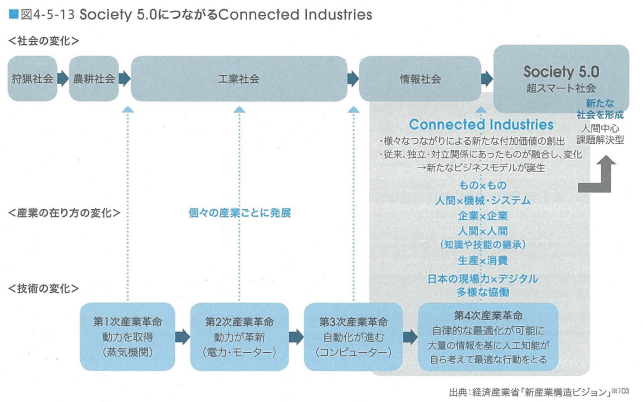 ■図4-5-13 Society 5.0につながるConnected Industries
<社会の変化>
狩猟社会
農耕社会
工業社会
情報社会
Society 5.0
超スマート社会
新たな
社会を形成
人間中心
課題解決型
Connected Industries
・様々なつながりによる新たな付加価値の創出
・従来、独立・対立関係にあったものが融合し、変化
→新たなビジネスモデルが誕生
<産業の在り方の変化>
個々の産業ごとに発展
もの×もの
人間×機械・システム
企業×企業
人間×人間
(知識や技能の継承)
生産×消費
日本の現場力×デジタル
多様な協働
<技術の変化>
第1次産業革命
動力を取得
(蒸気機関)
第2次産業革命
動力が革新
(電力・モーター)
第3次産業革命
自動化が進む
(コンピューター)
第4次産業革命
自律的な最適化が可能に
大量の情報を基に人工知能が
自ら考えて最適な行動をとる
出典:経済産業省「新産業構造ビジョン」※103